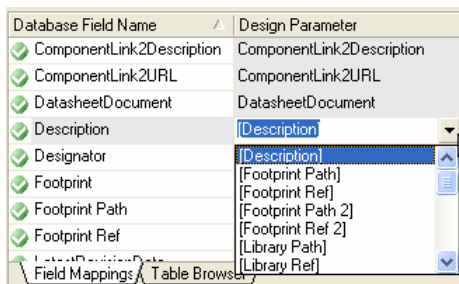 Database Field Name Design Parameter
ComponentLink2Description ComponentLink2Description
ComponentLink2URL ComponentLink2URL
DatasheetDocument DatasheetDocument
Description [Description]
Designator [Description]
Footprint [Footprint Path]
[Footprint Ref]
Footprint Path [Footprint Path 2]
Footprint Ref [Footprint Ref 2]
[Library Path]
LatestRevisionDate [Library Ref]
Field Mappings Table Browser